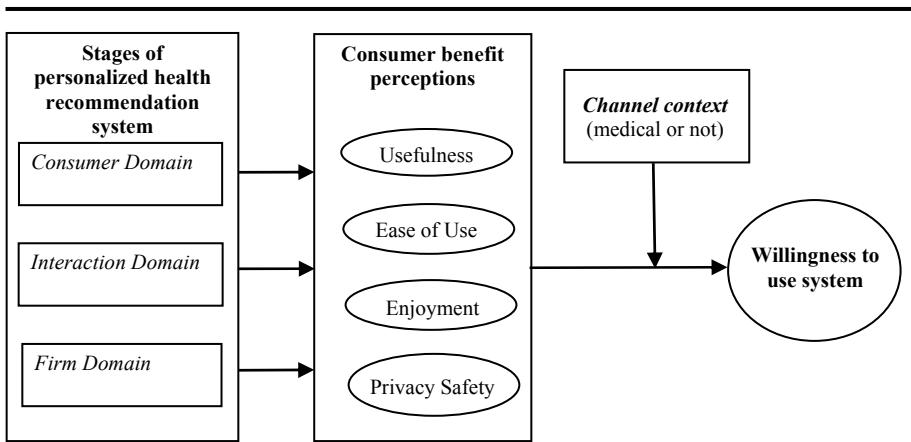 Stages of
personalized health
recommendation
system
Consumer Domain
Interaction Domain
Firm Domain
Consumer benefit
perceptions
Usefulness
Ease of Use
Enjoyment
Privacy Safety
Channel context
(medical or not)
Willingness to
use system